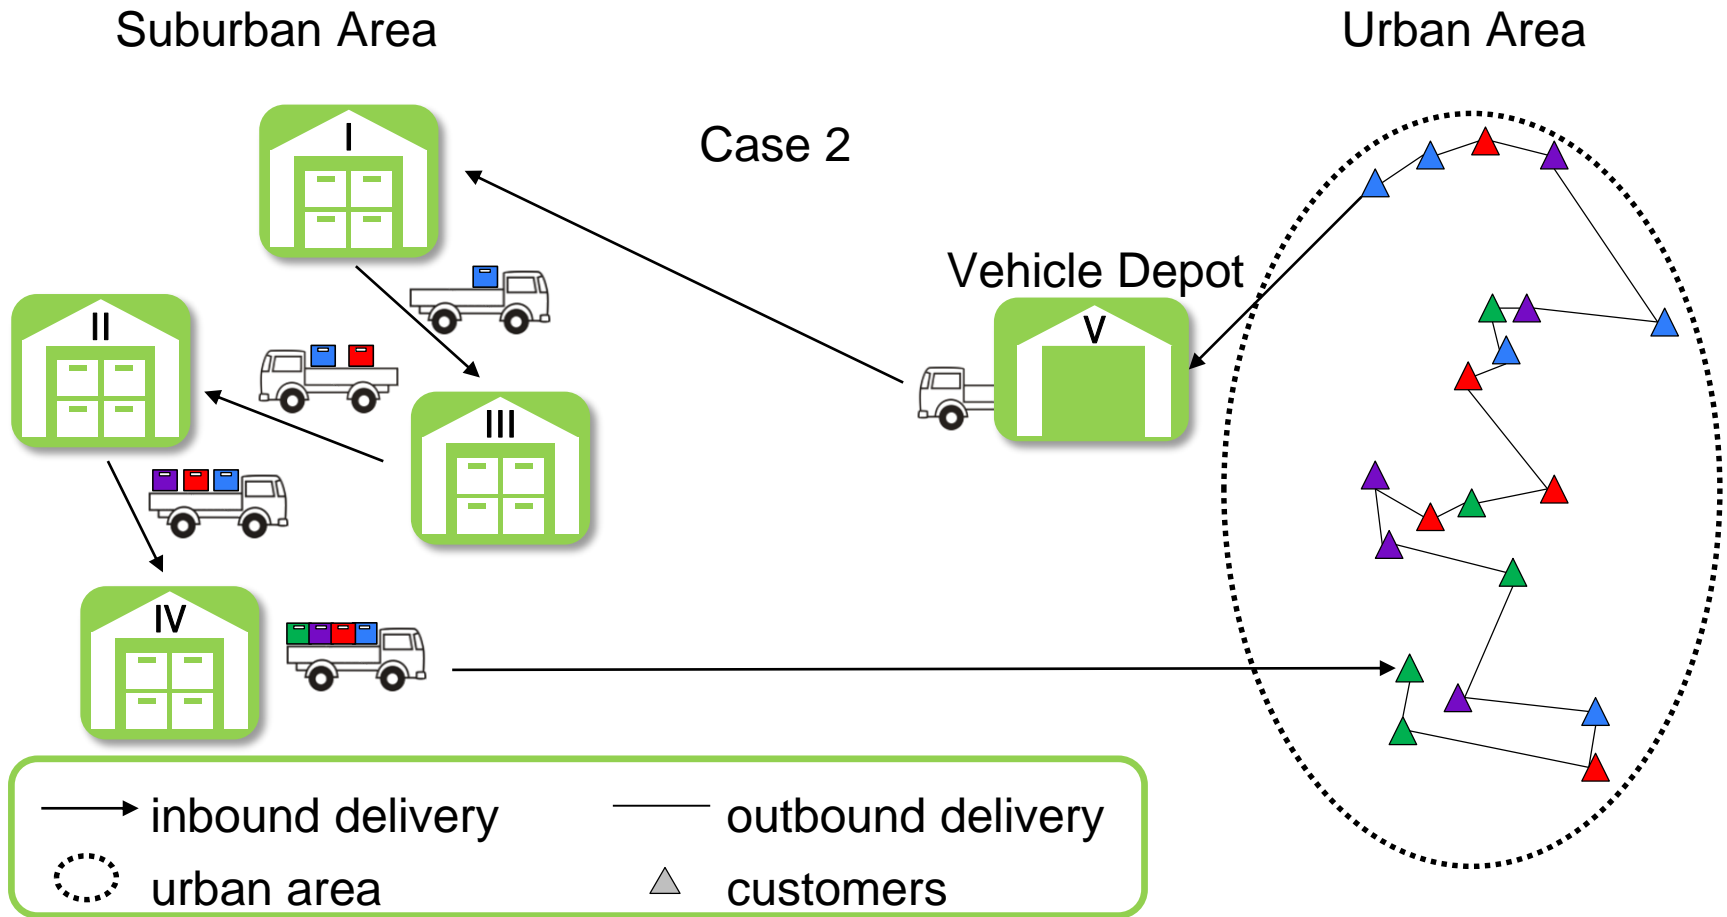 Suburban Area
Urban Area
Case 2
I
Vehicle Depot
II
V
III
IV
inbound delivery
outbound delivery
urban area
customers